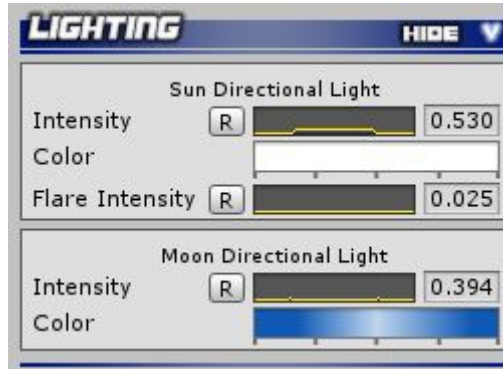 LIGHTING HIDE V
Sun Directional Light
Intensity R 0.530
Color
Flare Intensity R 0.025
Moon Directional Light
Intensity R 0.394
Color